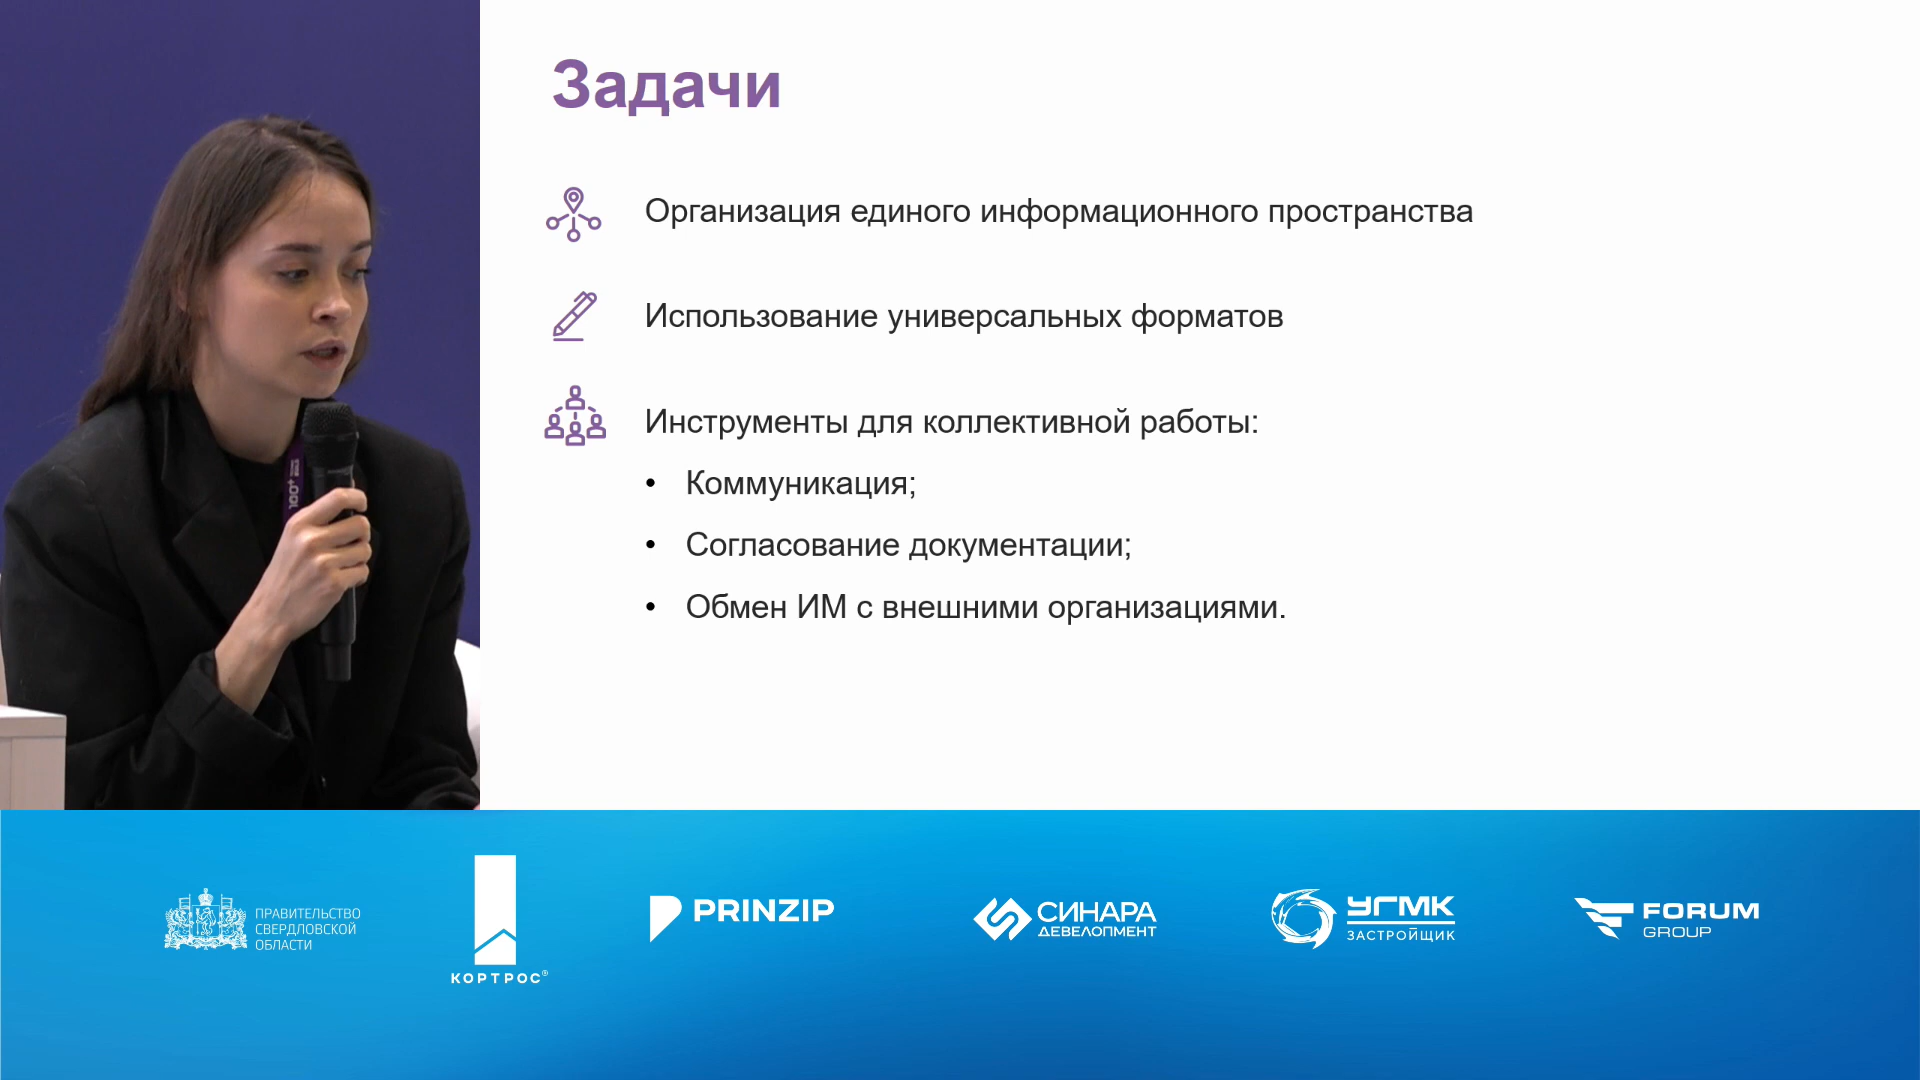 Задачи
Организация единого информационного пространства
Использование универсальных форматов
Инструменты для коллективной работы:
• Коммуникация;
• Согласование документации;
• Обмен ИМ с внешними организациями.
100+
ПРАВИТЕЛЬСТВО
СВЕРДЛОВСКОЙ
ОБЛАСТИ
КОРТРОС®
PRINZIP
СИНАРА
ДЕВЕЛОПМЕНТ
УГМК
ЗАСТРОЙЩИК
FORUM
GROUP